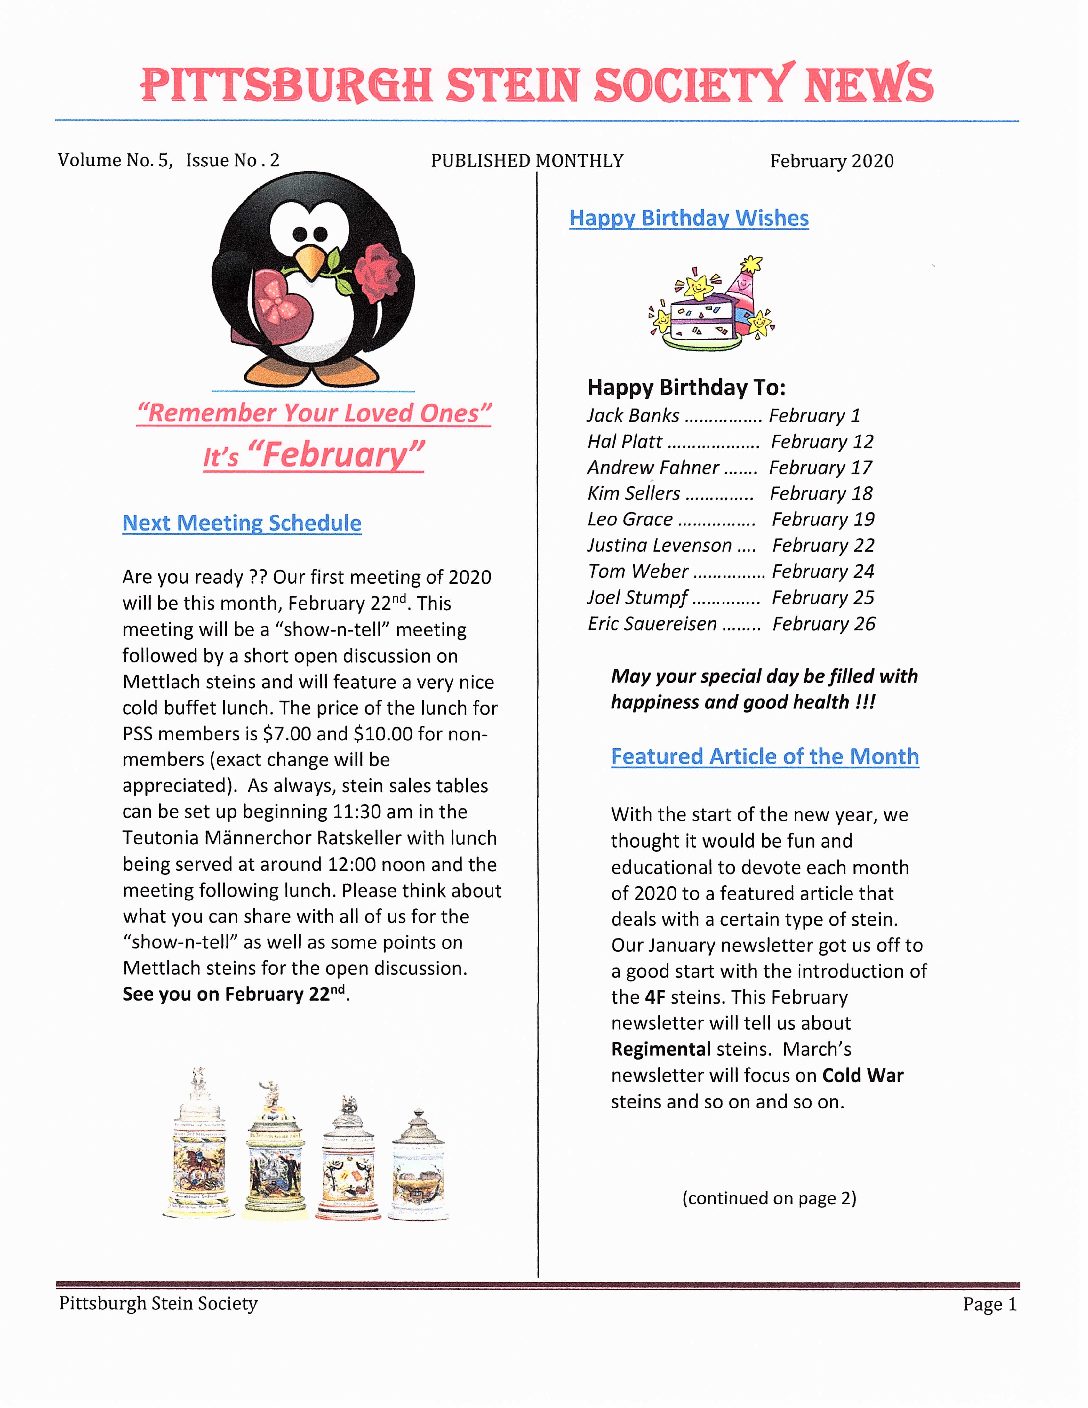 PITTSBURGH STEIN SOCIETY NEWS
Volume No. 5, Issue No . 2 PUBLISHED MONTHLY February 2020
"Remember Your Loved Ones"
It's "February"
Next Meeting Schedule
Are you ready ?? Our first meeting of 2020
will be this month, February 22nd. This
meeting will be a "show-n-tell" meeting
followed by a short open discussion on
Mettlach steins and will feature a very nice
cold buffet lunch. The price of the lunch for
PSS members is $7.00 and $10.00 for non-
members (exact change will be
appreciated). As always, stein sales tables
can be set up beginning 11:30 am in the
Teutonia Männerchor Ratskeller with lunch
being served at around 12:00 noon and the
meeting following lunch. Please think about
what you can share with all of us for the
"show-n-tell" as well as some points on
Mettlach steins for the open discussion.
See you on February 22nd.
Happy Birthday Wishes
Happy Birthday To:
Jack Banks ................ February 1
Hal Platt ................... February 12
Andrew Fahner ....... February 17
Kim Sellers .............. February 18
Leo Grace ................ February 19
Justina Levenson .... February 22
Tom Weber ............... February 24
Joel Stumpf .............. February 25
Eric Sauereisen ........ February 26
May your special day be filled with
happiness and good health !!!
Featured Article of the Month
With the start of the new year, we
thought it would be fun and
educational to devote each month
of 2020 to a featured article that
deals with a certain type of stein.
Our January newsletter got us off to
a good start with the introduction of
the 4F steins. This February
newsletter will tell us about
Regimental steins. March's
newsletter will focus on Cold War
steins and so on and so on.
(continued on page 2)
Pittsburgh Stein Society Page 1